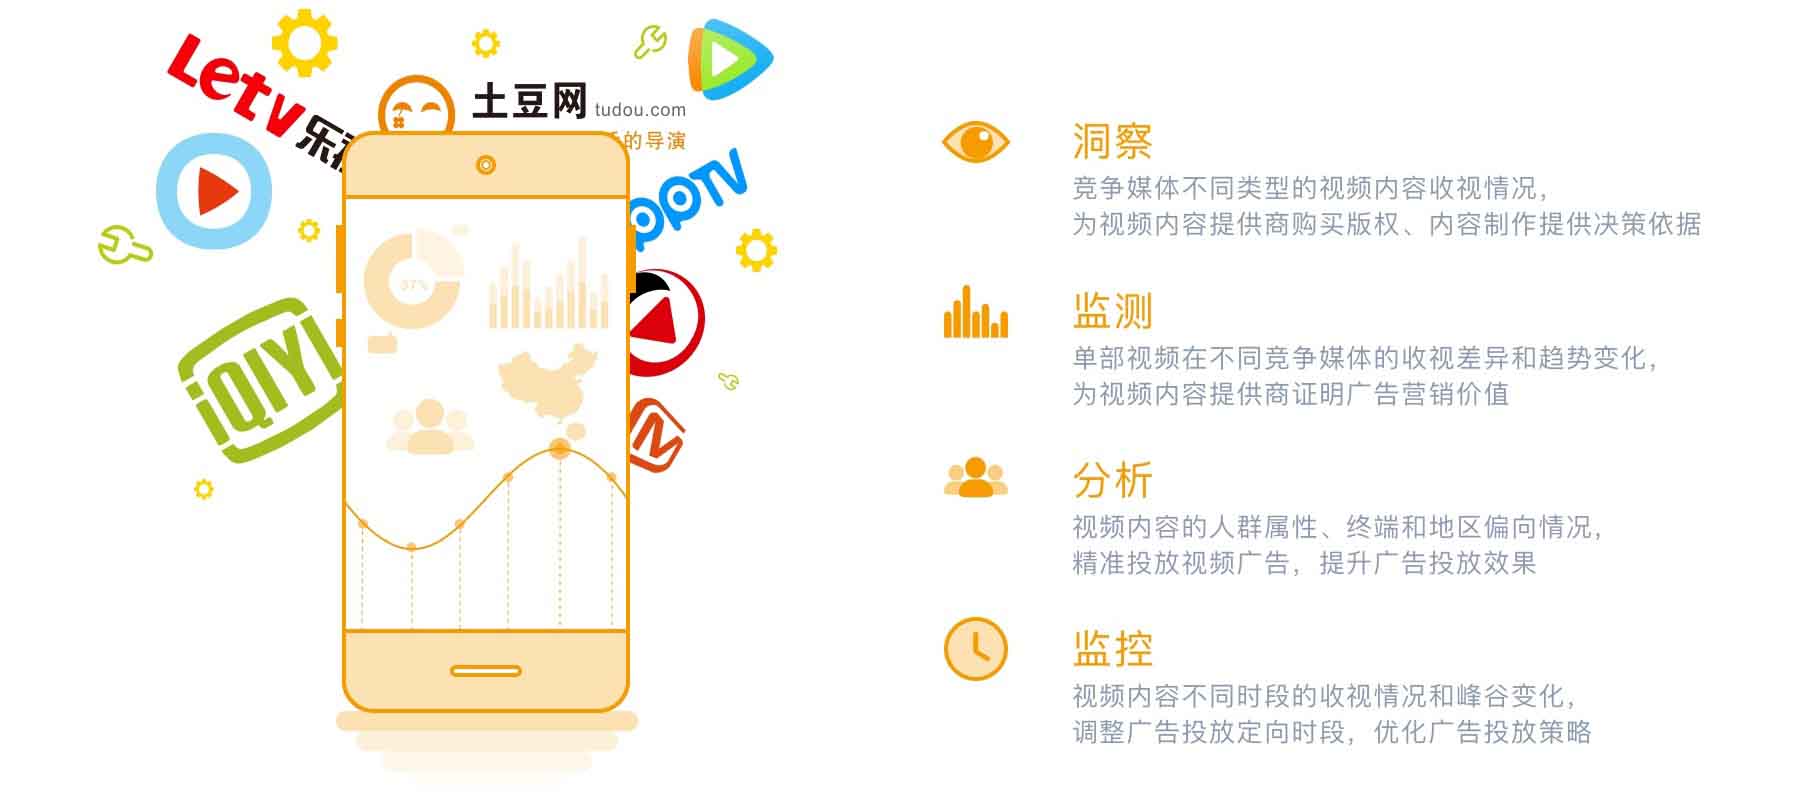 Letv
土豆网
tudou.com
的导演
PPTV
iQIYI
37%
洞察
竞争媒体不同类型的视频内容收视情况，
为视频内容提供商购买版权、内容制作提供决策依据
监测
单部视频在不同竞争媒体的收视差异和趋势变化，
为视频内容提供商证明广告营销价值
分析
视频内容的人群属性、终端和地区偏向情况，
精准投放视频广告，提升广告投放效果
监控
视频内容不同时段的收视情况和峰谷变化，
调整广告投放定向时段，优化广告投放策略